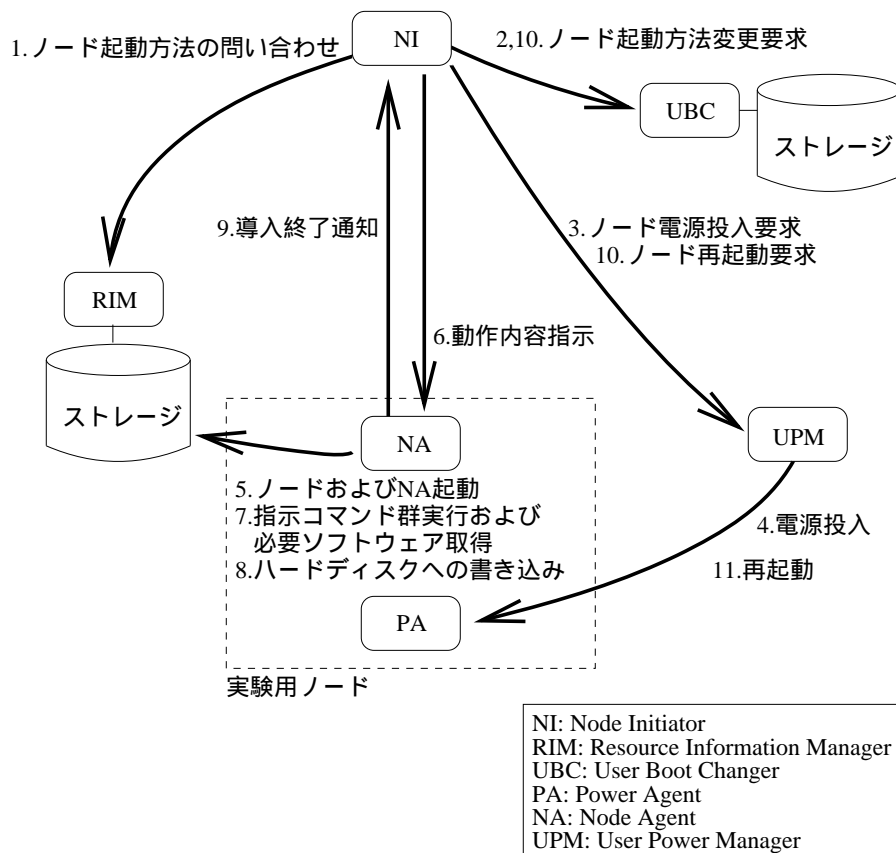 NI
1.ノード起動方法の問い合わせ
2,10.ノード起動方法変更要求
UBC
ストレージ
9.導入終了通知
3.ノード電源投入要求
10.ノード再起動要求
RIM
6.動作内容指示
ストレージ
NA
UPM
5.ノードおよびNA起動
7.指示コマンド群実行および
必要ソフトウェア取得
8.ハードディスクへの書き込み
4.電源投入
11.再起動
PA
実験用ノード
NI: Node Initiator
RIM: Resource Information Manager
UBC: User Boot Changer
PA: Power Agent
NA: Node Agent
UPM: User Power Manager